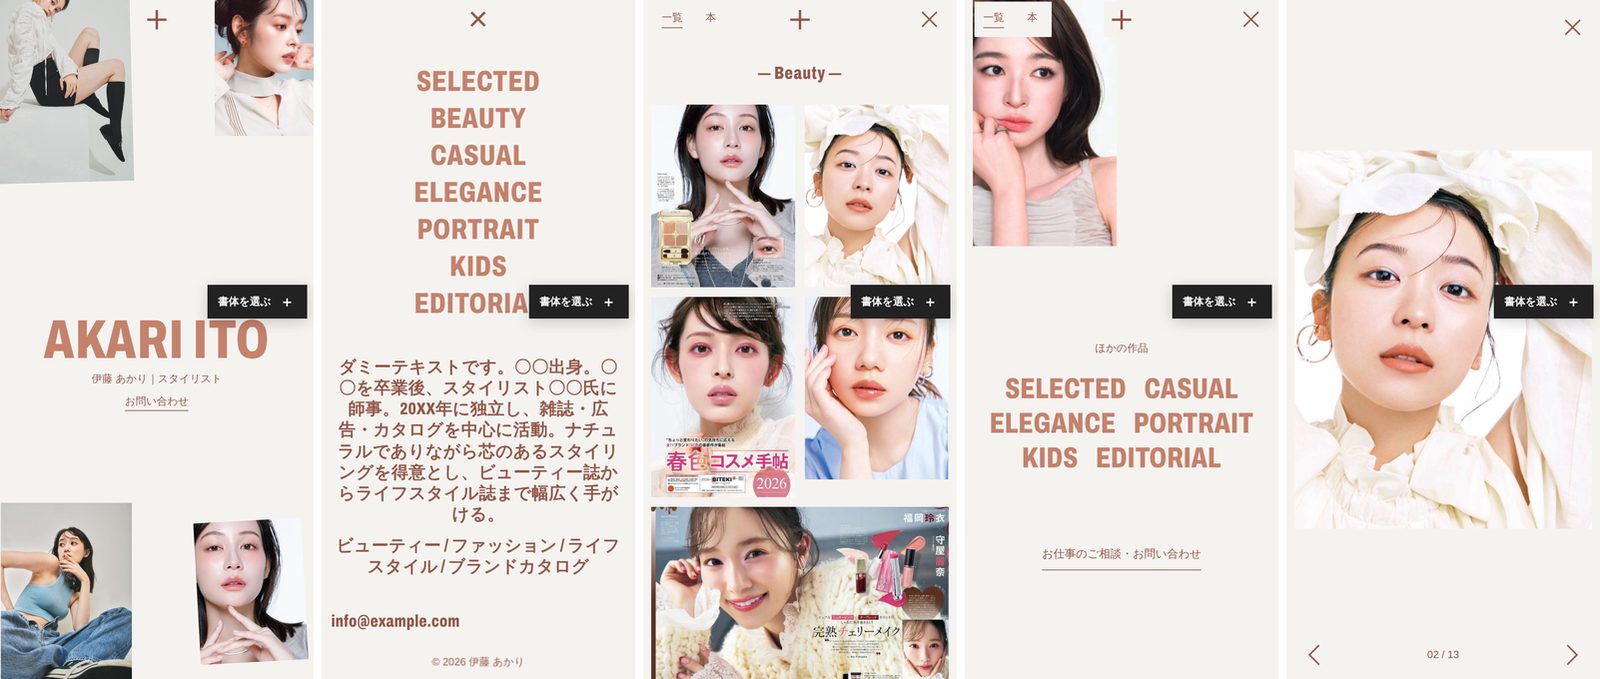 書体を選ぶ +
AKARI ITO
伊藤 あかり｜スタイリスト
お問い合わせ
SELECTED
BEAUTY
CASUAL
ELEGANCE
PORTRAIT
KIDS
EDITORIA
書体を選ぶ +
ダミーテキストです。〇〇出身。〇
〇を卒業後、スタイリスト〇〇氏に
師事。20XX年に独立し、雑誌・広
告・カタログを中心に活動。ナチュ
ラルでありながら芯のあるスタイリ
ングを得意とし、ビューティー誌か
らライフスタイル誌まで幅広く手が
ける。
ビューティー / ファッション / ライフ
スタイル / ブランドカタログ
info@example.com
© 2026 伊藤 あかり
一覧 本
— Beauty —
書体を選ぶ +
春色コスメ手帖
BITEKI
2026
福岡玲衣
守屋麗奈
完熟チェリーメイク
一覧 本
書体を選ぶ +
ほかの作品
SELECTED CASUAL
ELEGANCE PORTRAIT
KIDS EDITORIAL
お仕事のご相談・お問い合わせ
書体を選ぶ +
02 / 13